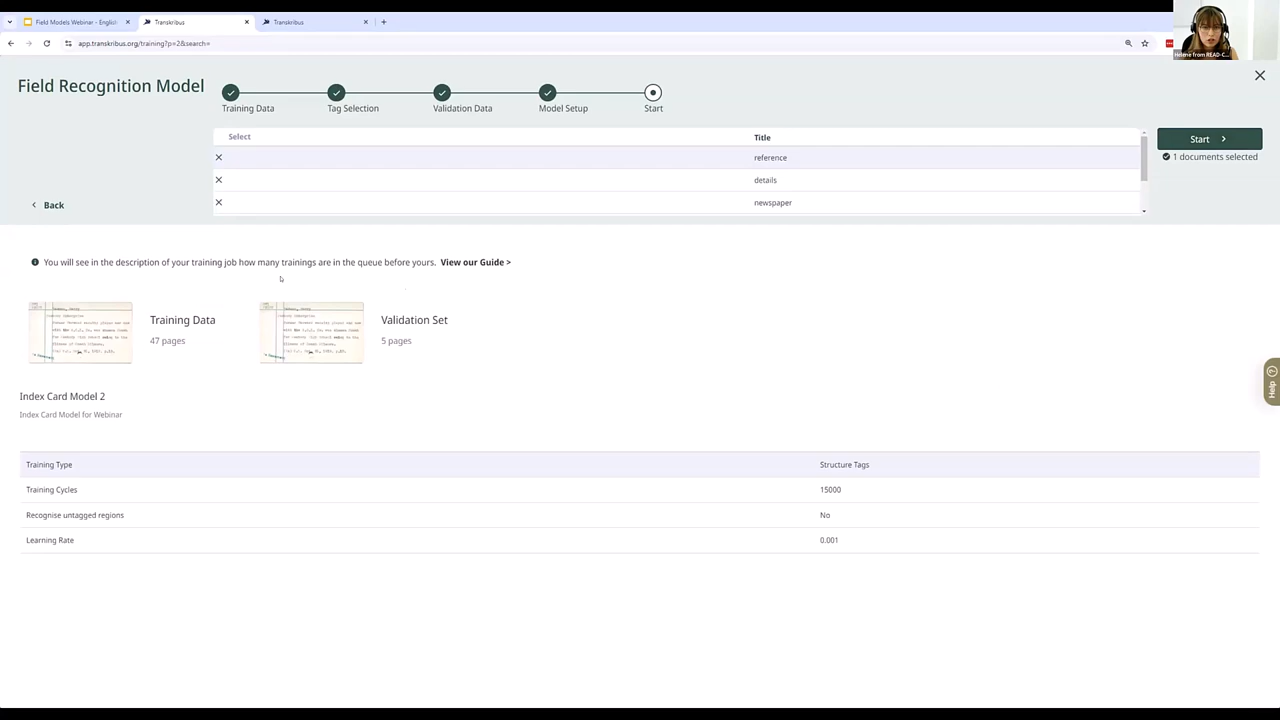 Field Models Webinar - English
Transkribus
Transkribus
app.transkribus.org/training?p=2&search=
Helene from READ-C...
Field Recognition Model
Training Data
Tag Selection
Validation Data
Model Setup
Start
Select Title
reference
details
newspaper
Start
1 documents selected
Back
You will see in the description of your training job how many trainings are in the queue before yours. View our Guide >
Training Data
47 pages
Validation Set
5 pages
Index Card Model 2
Index Card Model for Webinar
Training Type Structure Tags
Training Cycles 15000
Recognise untagged regions No
Learning Rate 0.001
Help